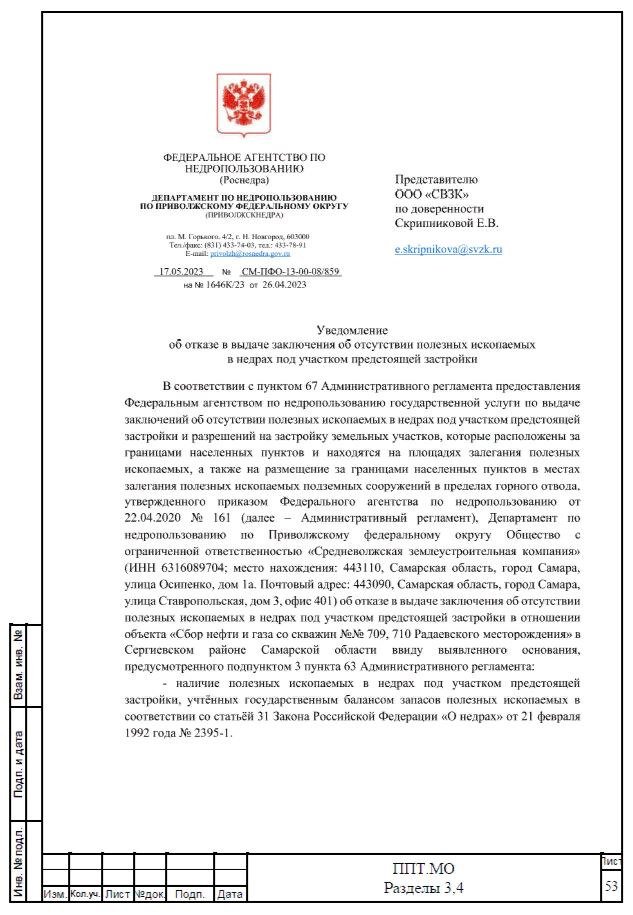 ФЕДЕРАЛЬНОЕ АГЕНТСТВО ПО
НЕДРОПОЛЬЗОВАНИЮ
(Роснедра)
ДЕПАРТАМЕНТ ПО НЕДРОПОЛЬЗОВАНИЮ
ПО ПРИВОЛЖСКОМУ ФЕДЕРАЛЬНОМУ ОКРУГУ
(ПРИВОЛЖСКНЕДРА)
пл. М. Горького, 4/2, г. Н. Новгород, 603000
Тел./факс: (831) 433-74-03, тел.: 433-78-91
E-mail: privolzh@rosnedra.gov.ru
17.05.2023 № СМ-ПФО-13-00-08/859
на № 1646К/23 от 26.04.2023
Представителю
ООО «СВЗК»
по доверенности
Скрипниковой Е.В.
e.skripnikova@svzk.ru
Уведомление
об отказе в выдаче заключения об отсутствии полезных ископаемых
в недрах под участком предстоящей застройки
В соответствии с пунктом 67 Административного регламента предоставления
Федеральным агентством по недропользованию государственной услуги по выдаче
заключений об отсутствии полезных ископаемых в недрах под участком предстоящей
застройки и разрешений на застройку земельных участков, которые расположены за
границами населенных пунктов и находятся на площадях залегания полезных
ископаемых, а также на размещение за границами населенных пунктов в местах
залегания полезных ископаемых подземных сооружений в пределах горного отвода,
утвержденного приказом Федерального агентства по недропользованию от
22.04.2020 № 161 (далее – Административный регламент), Департамент по
недропользованию по Приволжскому федеральному округу Общество с
ограниченной ответственностью «Средневолжская землеустроительная компания»
(ИНН 6316089704; место нахождения: 443110, Самарская область, город Самара,
улица Осипенко, дом 1а. Почтовый адрес: 443090, Самарская область, город Самара,
улица Ставропольская, дом 3, офис 401) об отказе в выдаче заключения об отсутствии
полезных ископаемых в недрах под участком предстоящей застройки в отношении
объекта «Сбор нефти и газа со скважин №№ 709, 710 Радаевского месторождения» в
Сергиевском районе Самарской области ввиду выявленного основания,
предусмотренного подпунктом 3 пункта 63 Административного регламента:
- наличие полезных ископаемых в недрах под участком предстоящей
застройки, учтённых государственным балансом запасов полезных ископаемых в
соответствии со статьёй 31 Закона Российской Федерации «О недрах» от 21 февраля
1992 года № 2395-1.
Взам. инв. №
Подп. и дата
Инв. № подл.
Изм. Кол.уч. Лист №док. Подп. Дата
ППТ.МО
Разделы 3,4
Лист
53